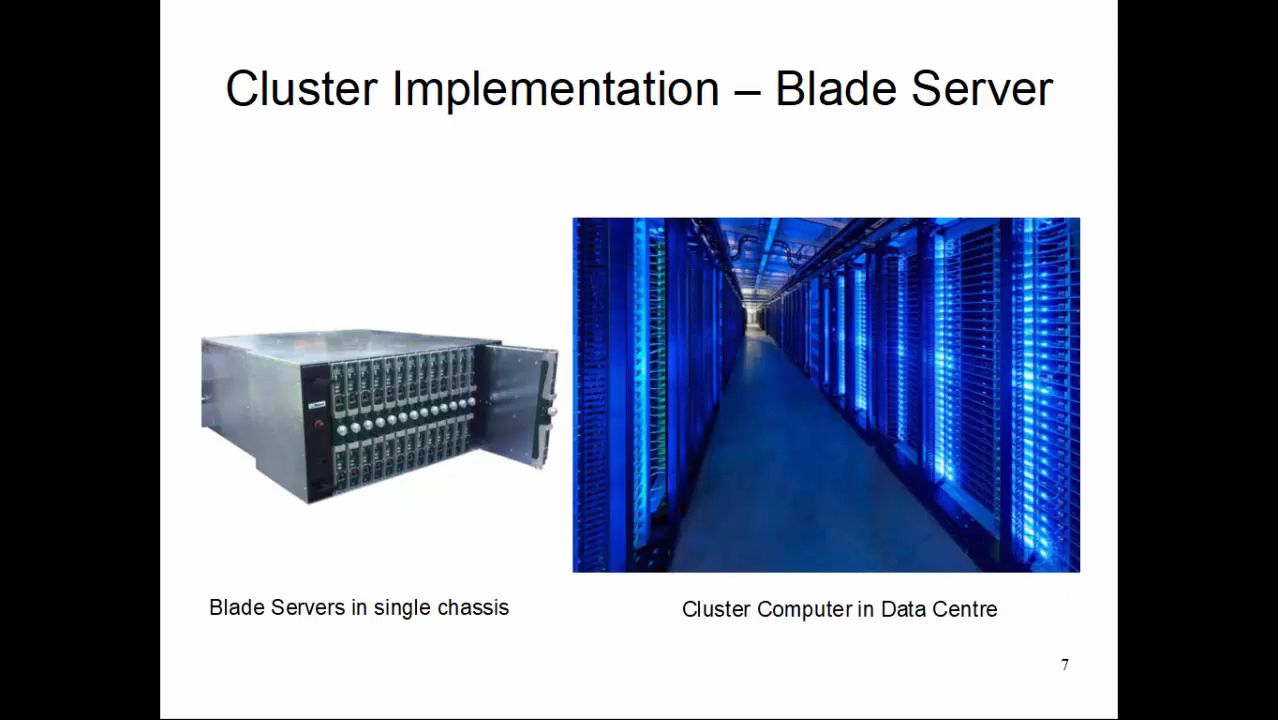 Cluster Implementation – Blade Server
Blade Servers in single chassis
Cluster Computer in Data Centre
7